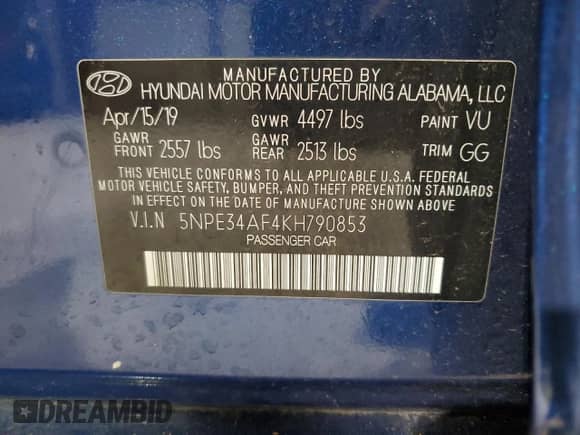 MANUFACTURED BY
HYUNDAI MOTOR MANUFACTURING ALABAMA, LLC
Apr/15/19 GVWR 4497 lbs PAINT VU
GAWR FRONT 2557 lbs GAWR REAR 2513 lbs TRIM GG
THIS VEHICLE CONFORMS TO ALL APPLICABLE U.S.A. FEDERAL
MOTOR VEHICLE SAFETY, BUMPER, AND THEFT PREVENTION STANDARDS
IN EFFECT ON THE DATE OF MANUFACTURE SHOWN ABOVE
V.I.N 5NPE34AF4KH790853
PASSENGER CAR
DREAMBID